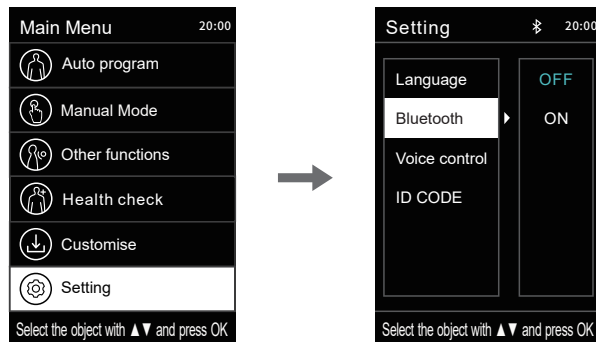 Main Menu 20:00
Auto program
Manual Mode
Other functions
Health check
Customise
Setting
Select the object with ▲▼ and press OK
Setting 20:00
Language
Bluetooth
Voice control
ID CODE
OFF
ON
Select the object with ▲▼ and press OK